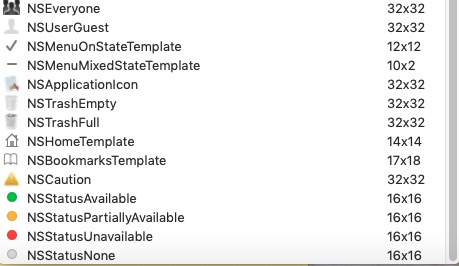 NSEveryone 32x32
NSUserGuest 32x32
NSMenuOnStateTemplate 12x12
NSMenuMixedStateTemplate 10x2
NSApplicationIcon 32x32
NSTrashEmpty 32x32
NSTrashFull 32x32
NSHomeTemplate 14x14
NSBookmarksTemplate 17x18
NSCaution 32x32
NSStatusAvailable 16x16
NSStatusPartiallyAvailable 16x16
NSStatusUnavailable 16x16
NSStatusNone 16x16